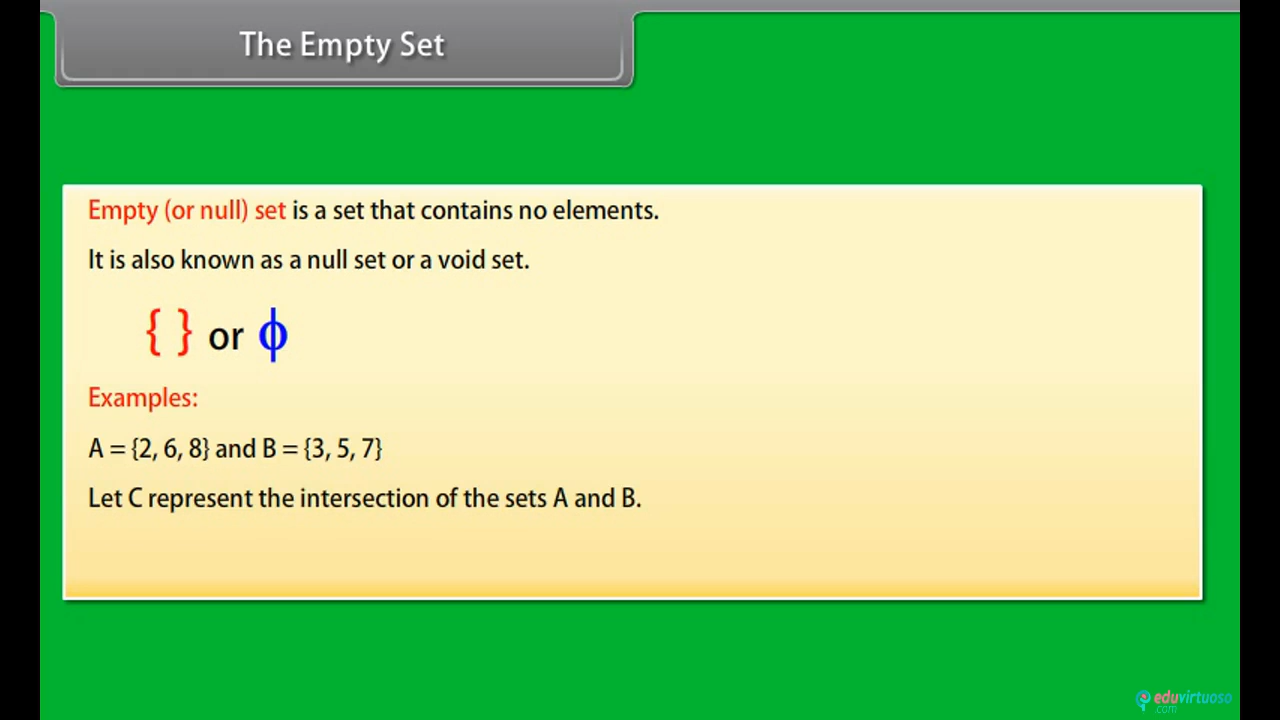 The Empty Set
Empty (or null) set is a set that contains no elements.
It is also known as a null set or a void set.
{ } or ϕ
Examples:
A = {2, 6, 8} and B = {3, 5, 7}
Let C represent the intersection of the sets A and B.
eduvirtuoso
.com